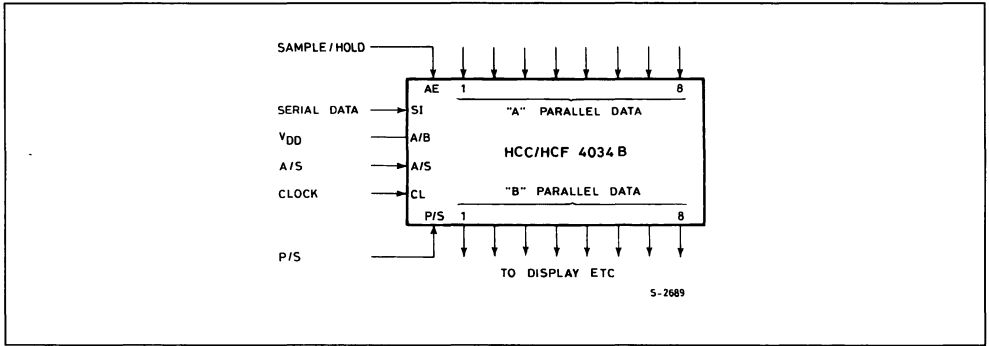 SAMPLE/HOLD
AE 1 8
SERIAL DATA SI "A" PARALLEL DATA
VDD A/B
HCC/HCF 4034B
A/S A/S
CLOCK CL "B" PARALLEL DATA
P/S 1 8
P/S
TO DISPLAY ETC
S-2689